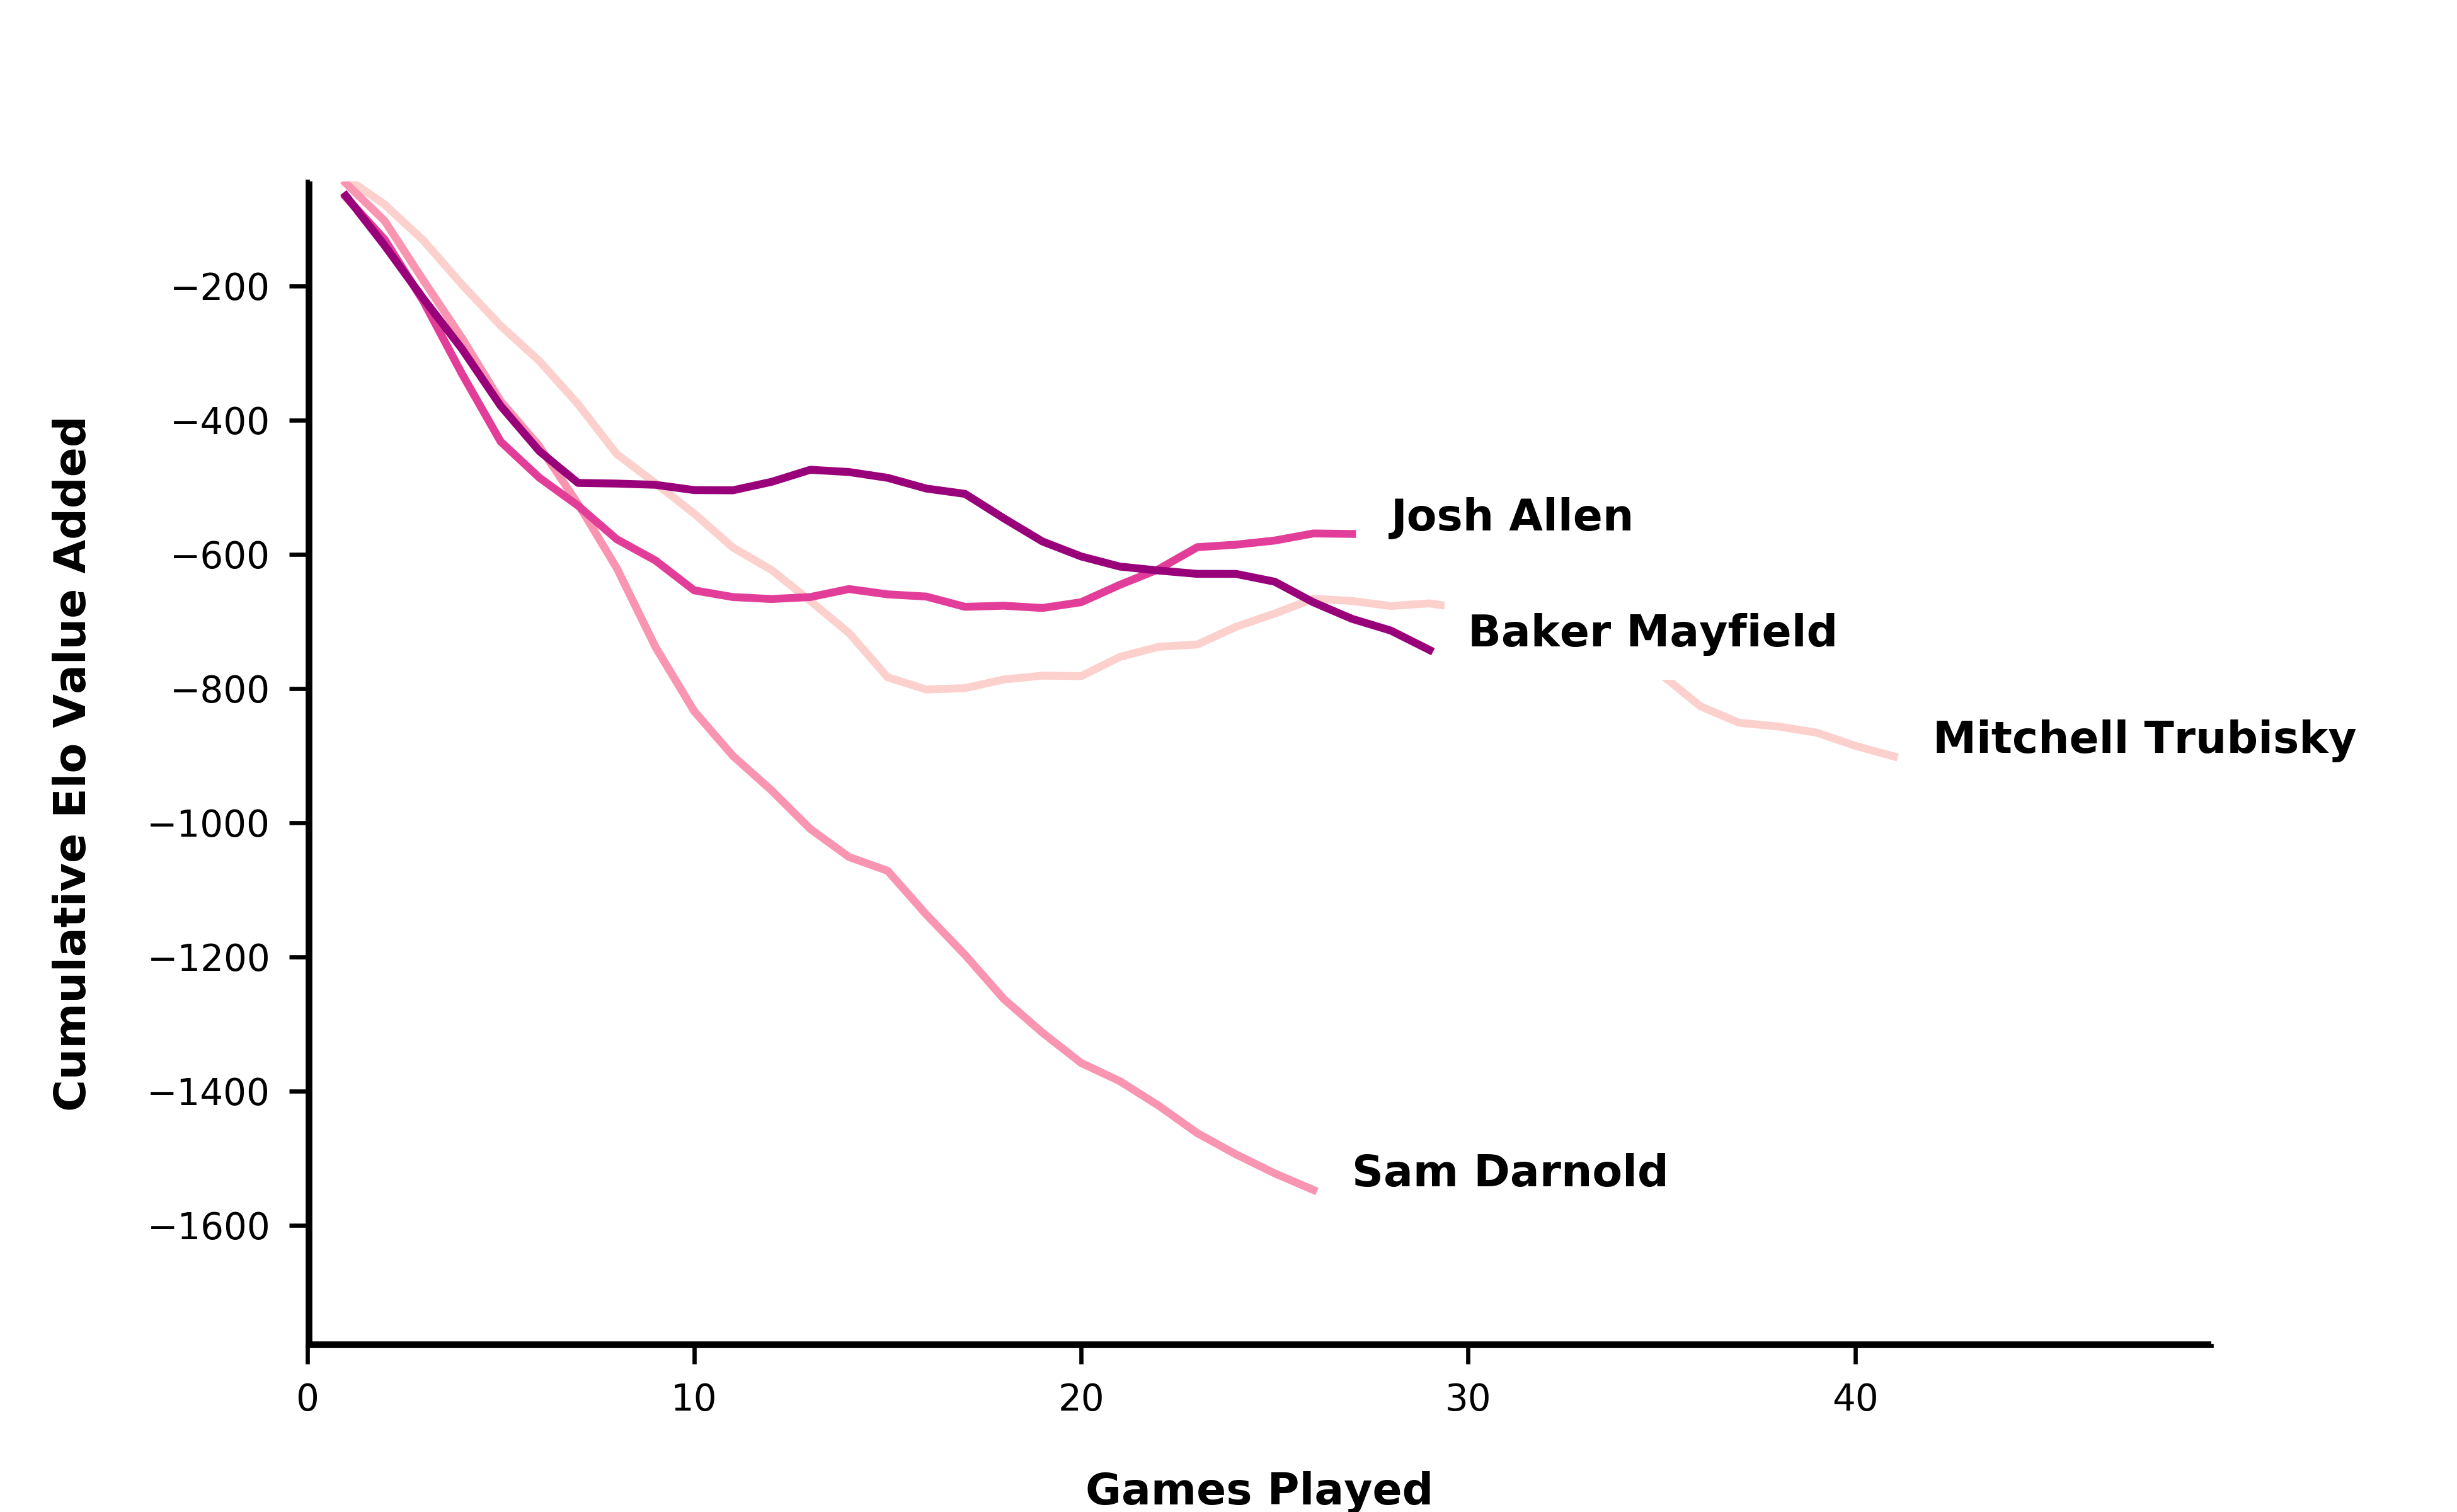 Cumulative Elo Value Added
−200
−400
−600
−800
−1000
−1200
−1400
−1600
Josh Allen
Baker Mayfield
Mitchell Trubisky
Sam Darnold
0 10 20 30 40
Games Played